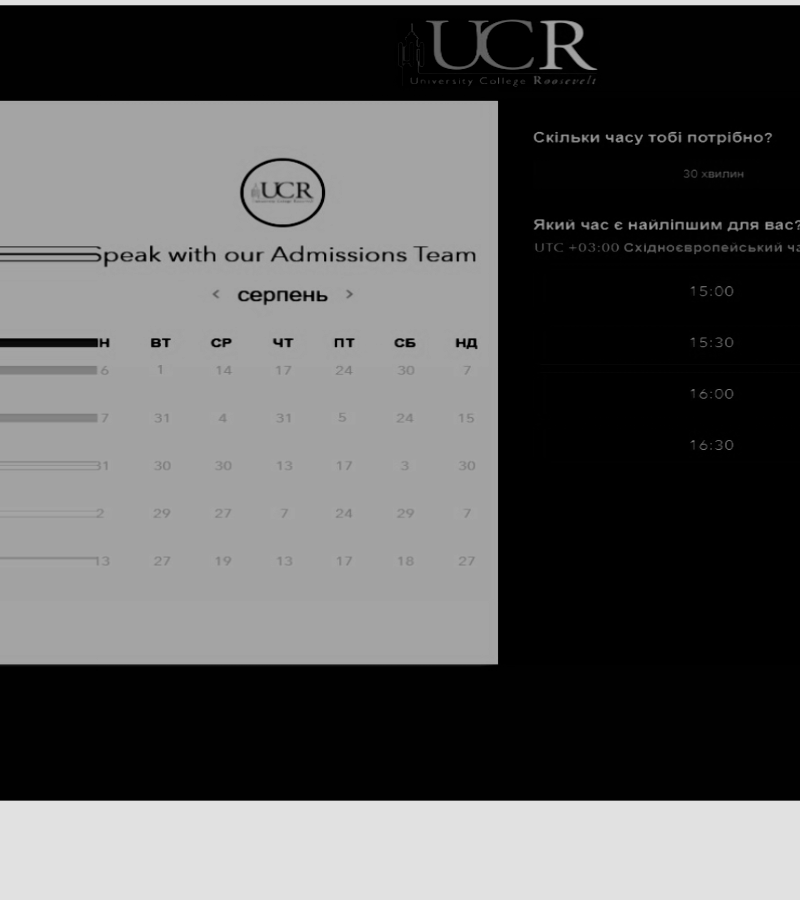 UCR
University College Roosevelt
UCR
Speak with our Admissions Team
< серпень >
Н ВТ СР ЧТ ПТ СБ НД
6 1 14 17 24 30 7
7 31 4 31 5 24 15
31 30 30 13 17 3 30
2 29 27 7 24 29 7
13 27 19 13 17 18 27
Скільки часу тобі потрібно?
30 хвилин
Який час є найліпшим для вас?
UTC +03:00 Східноєвропейський ча
15:00
15:30
16:00
16:30